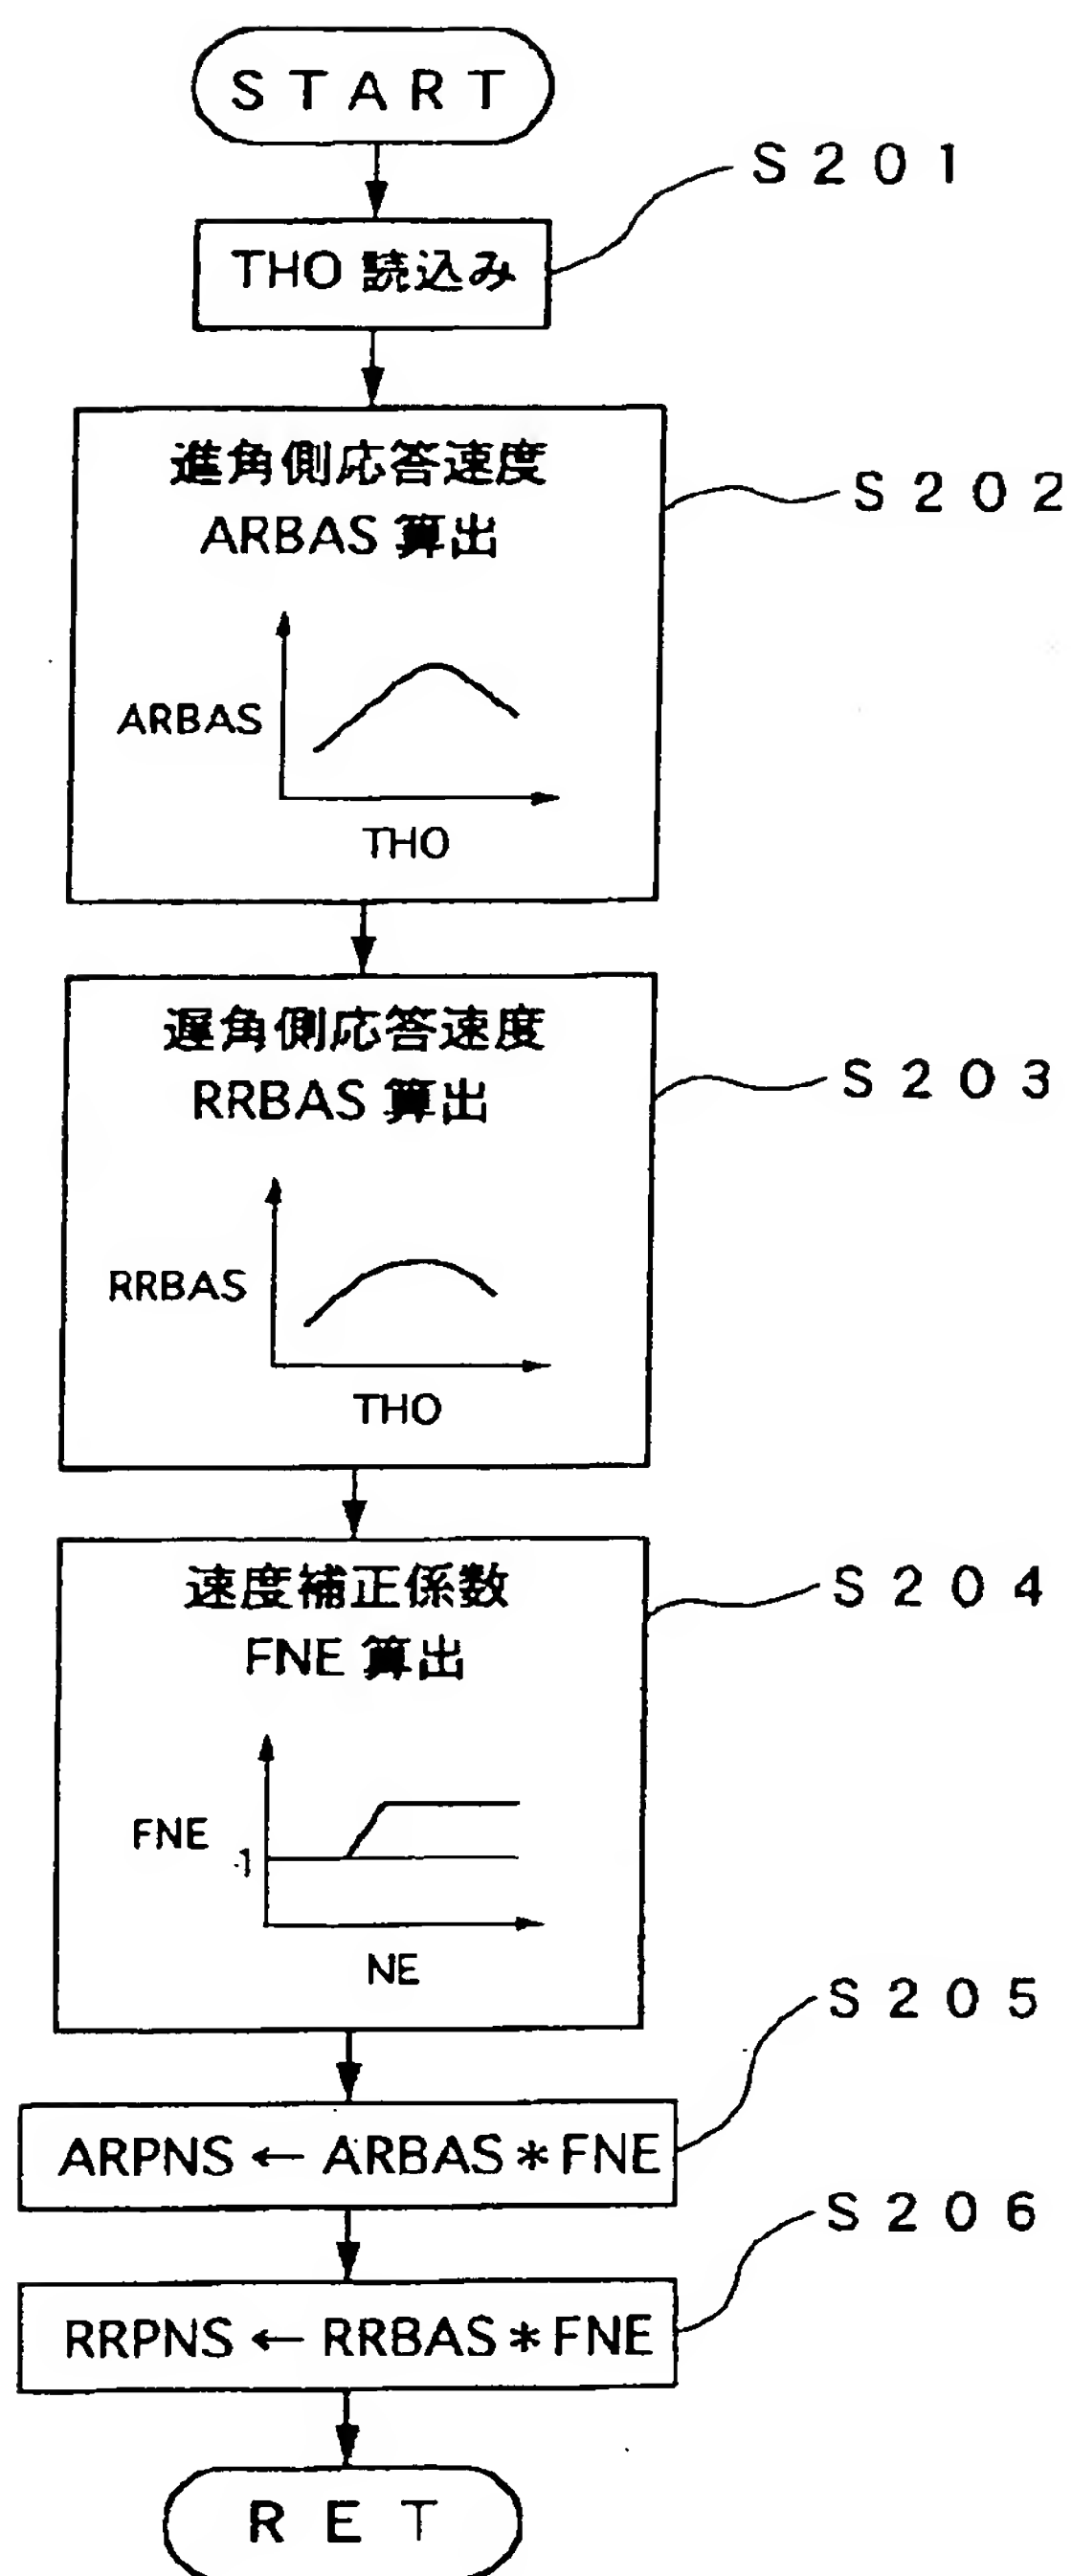 START
S201
THO 読込み
進角側応答速度
S202
ARBAS 算出
ARBAS
THO
遅角側応答速度
S203
RRBAS 算出
RRBAS
THO
速度補正係数
S204
FNE 算出
FNE
1
NE
S205
ARPNS ← ARBAS * FNE
S206
RRPNS ← RRBAS * FNE
RET